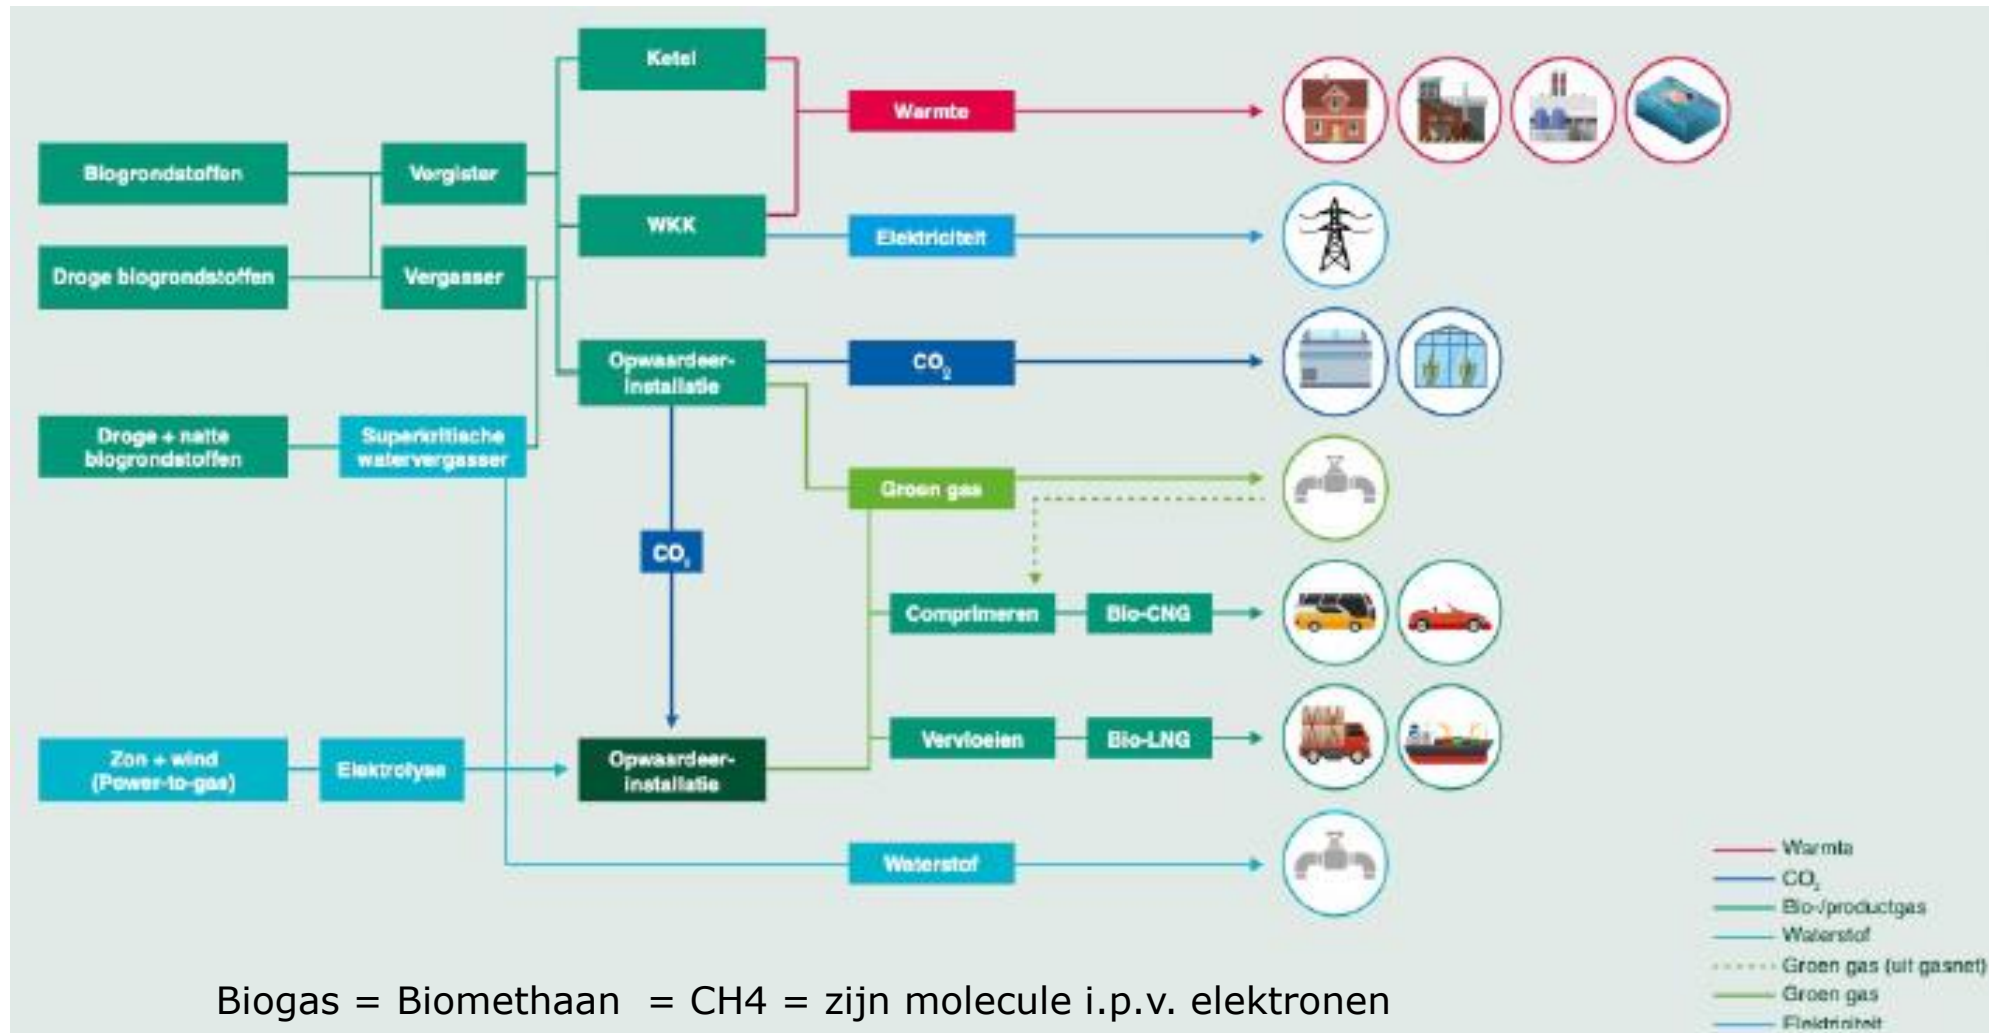 Ketel
Warmte
Biogrondstoffen
Vergister
WKK
Elektriciteit
Droge biogrondstoffen
Vergasser
Opwaardeer-
installatie
CO₂
Droge + natte
biogrondstoffen
Superkritische
watervergasser
Groen gas
CO₂
Comprimeren
Bio-CNG
Vervloeien
Bio-LNG
Zon + wind
(Power-to-gas)
Elektrolyse
Opwaardeer-
installatie
Waterstof
Warmte
CO₂
Bio-/productgas
Waterstof
Groen gas (uit gasnet)
Groen gas
Elektriciteit
Biogas = Biomethaan = CH4 = zijn molecule i.p.v. elektronen